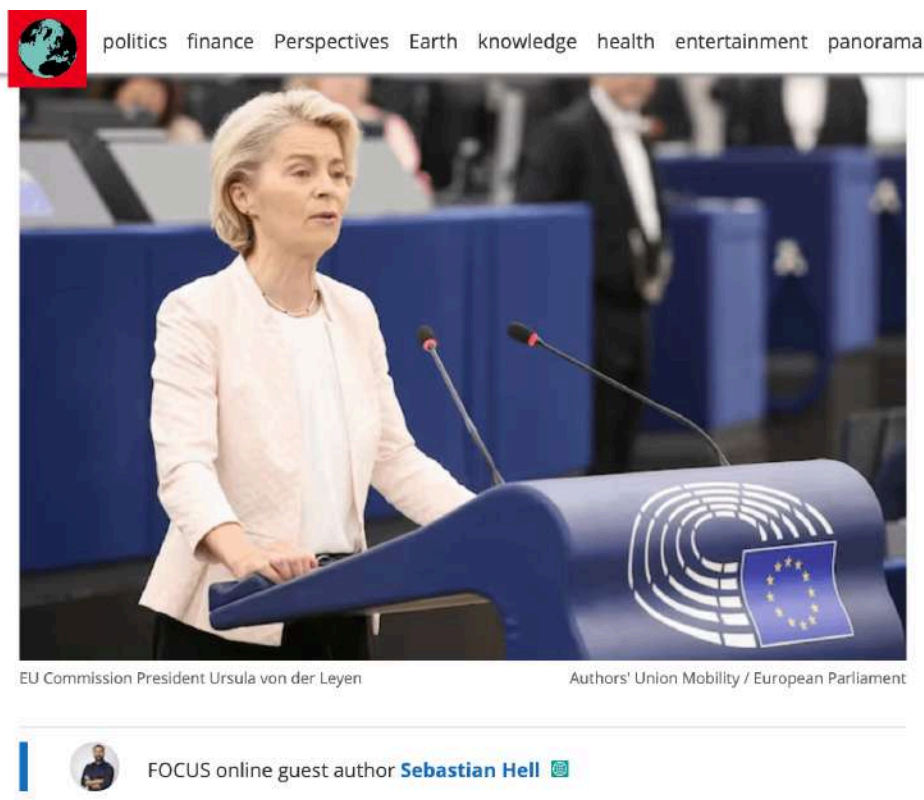 politics finance Perspectives Earth knowledge health entertainment panorama
EU Commission President Ursula von der Leyen
Authors' Union Mobility / European Parliament
FOCUS online guest author Sebastian Hell